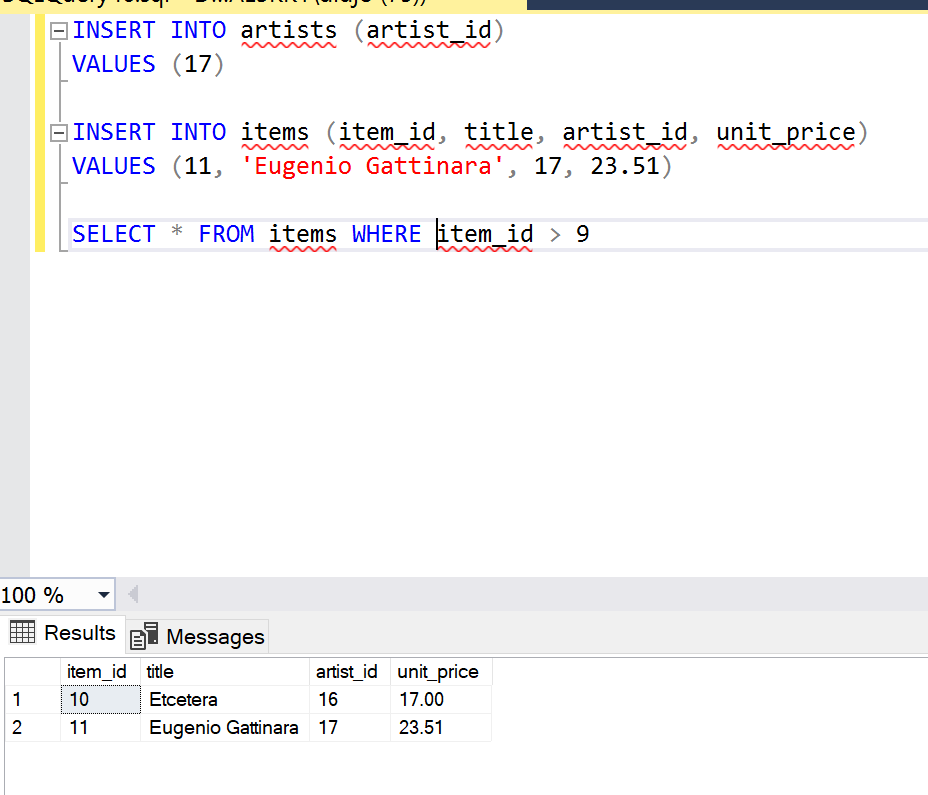 INSERT INTO artists (artist_id)
VALUES (17)
INSERT INTO items (item_id, title, artist_id, unit_price)
VALUES (11, 'Eugenio Gattinara', 17, 23.51)
SELECT * FROM items WHERE item_id > 9
100 %
Results Messages
item_id title artist_id unit_price
1 10 Etcetera 16 17.00
2 11 Eugenio Gattinara 17 23.51